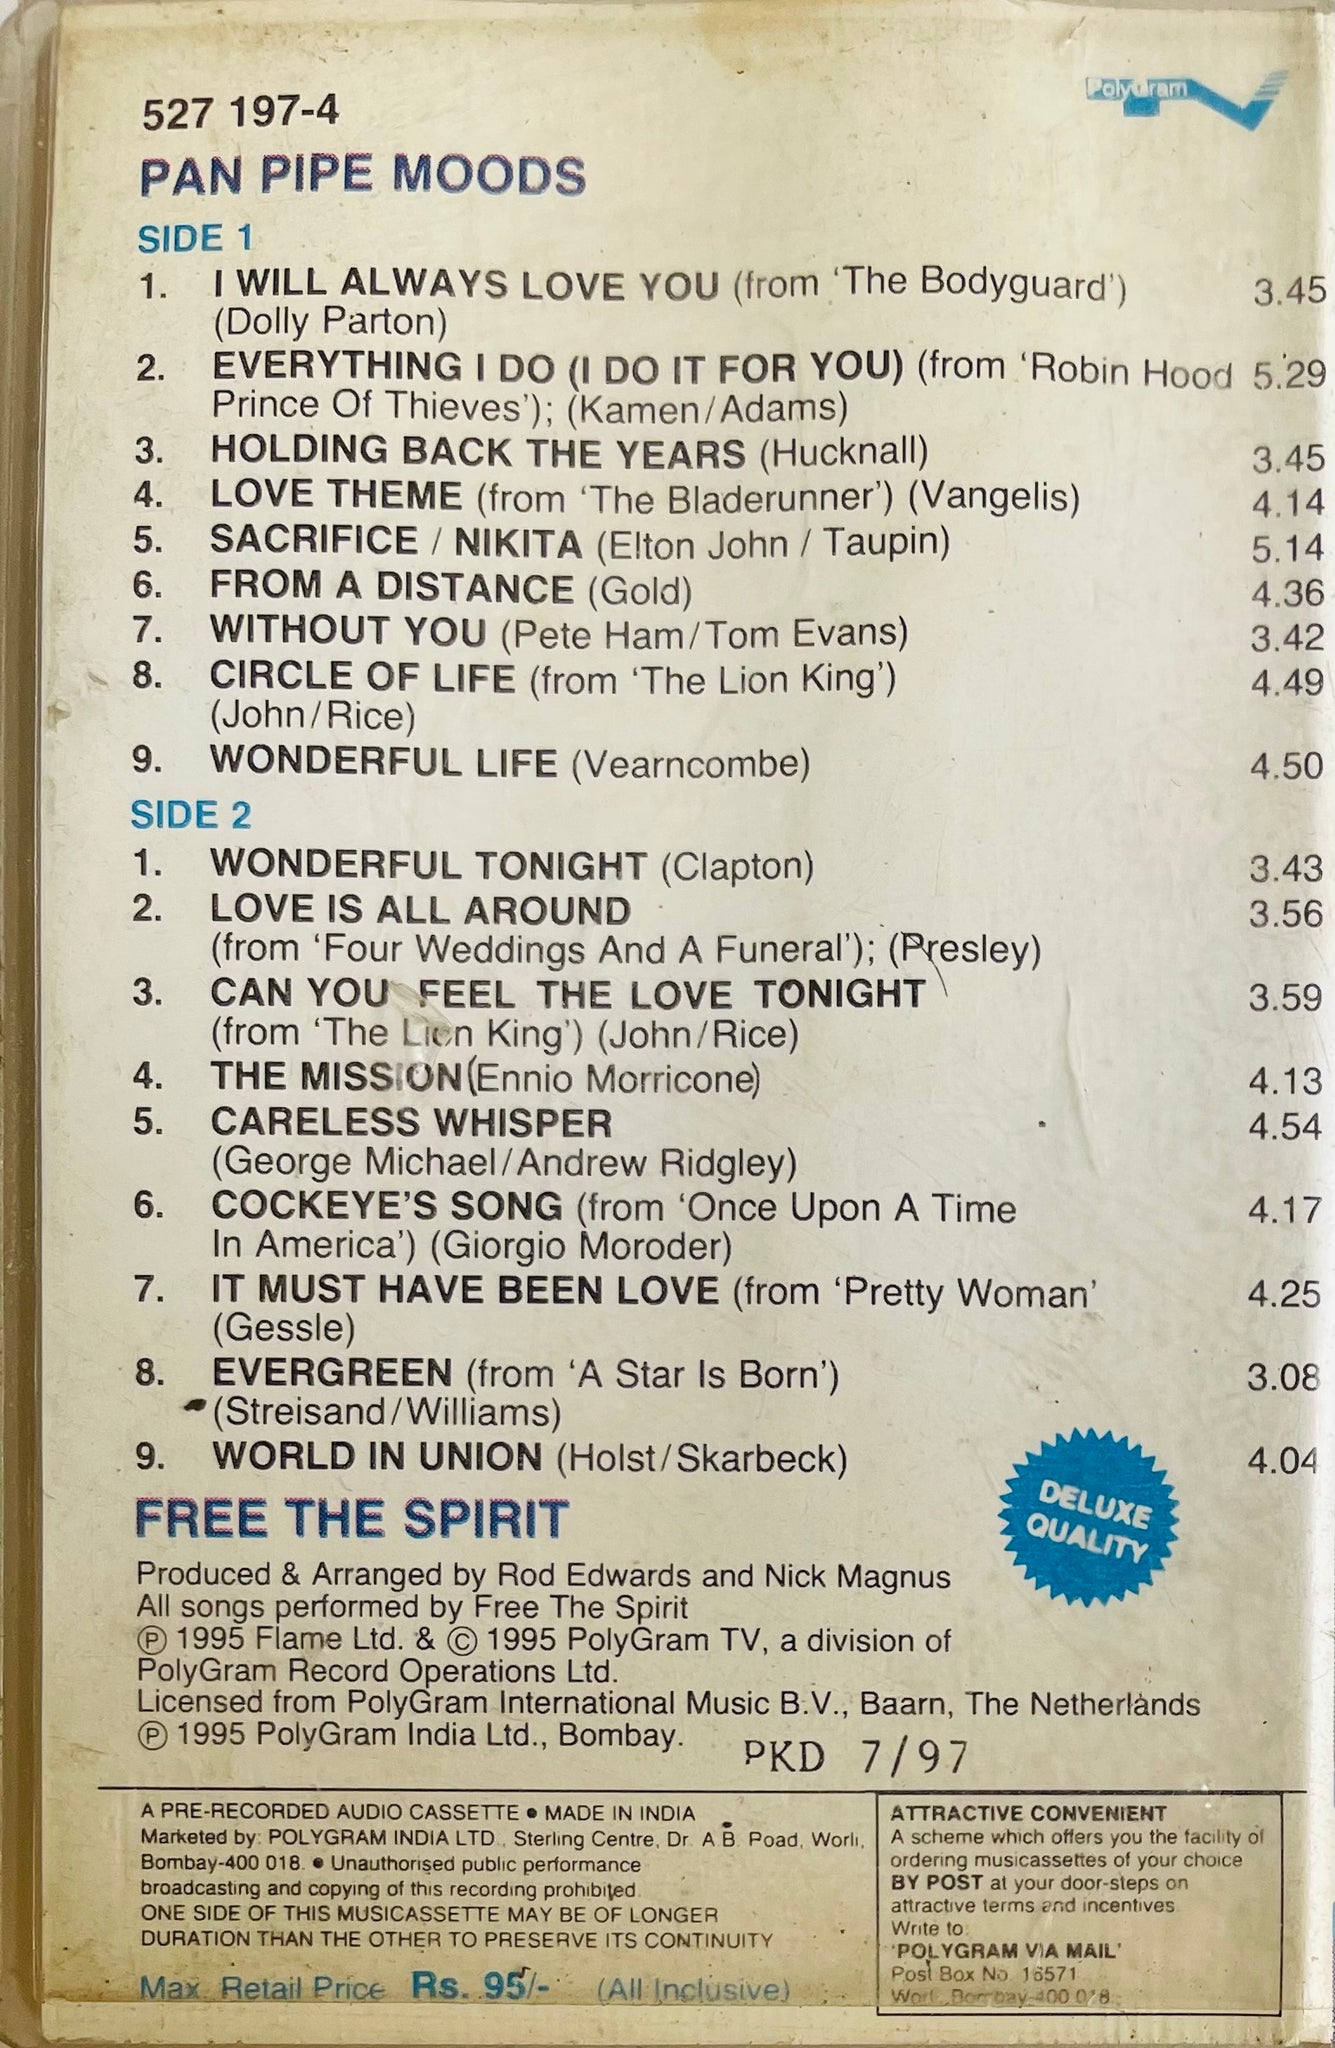 527 197-4
PolyGram
PAN PIPE MOODS
SIDE 1
1. I WILL ALWAYS LOVE YOU (from ‘The Bodyguard’) 3.45
(Dolly Parton)
2. EVERYTHING I DO (I DO IT FOR YOU) (from ‘Robin Hood 5.29
Prince Of Thieves’); (Kamen/Adams)
3. HOLDING BACK THE YEARS (Hucknall) 3.45
4. LOVE THEME (from ‘The Bladerunner’) (Vangelis) 4.14
5. SACRIFICE / NIKITA (Elton John / Taupin) 5.14
6. FROM A DISTANCE (Gold) 4.36
7. WITHOUT YOU (Pete Ham/Tom Evans) 3.42
8. CIRCLE OF LIFE (from ‘The Lion King’) 4.49
(John/Rice)
9. WONDERFUL LIFE (Vearncombe) 4.50
SIDE 2
1. WONDERFUL TONIGHT (Clapton) 3.43
2. LOVE IS ALL AROUND 3.56
(from ‘Four Weddings And A Funeral’); (Presley)
3. CAN YOU FEEL THE LOVE TONIGHT 3.59
(from ‘The Lion King’) (John/Rice)
4. THE MISSION (Ennio Morricone) 4.13
5. CARELESS WHISPER 4.54
(George Michael/Andrew Ridgley)
6. COCKEYE’S SONG (from ‘Once Upon A Time 4.17
In America’) (Giorgio Moroder)
7. IT MUST HAVE BEEN LOVE (from ‘Pretty Woman’ 4.25
(Gessle)
8. EVERGREEN (from ‘A Star Is Born’) 3.08
(Streisand/Williams)
9. WORLD IN UNION (Holst/Skarbeck) 4.04
FREE THE SPIRIT
DELUXE
QUALITY
Produced & Arranged by Rod Edwards and Nick Magnus
All songs performed by Free The Spirit
℗ 1995 Flame Ltd. & © 1995 PolyGram TV, a division of
PolyGram Record Operations Ltd.
Licensed from PolyGram International Music B.V., Baarn, The Netherlands
℗ 1995 PolyGram India Ltd., Bombay.
PKD 7/97
A PRE-RECORDED AUDIO CASSETTE ● MADE IN INDIA
Marketed by: POLYGRAM INDIA LTD., Sterling Centre, Dr. A.B. Poad, Worli,
Bombay-400 018. ● Unauthorised public performance
broadcasting and copying of this recording prohibited.
ONE SIDE OF THIS MUSICASSETTE MAY BE OF LONGER
DURATION THAN THE OTHER TO PRESERVE ITS CONTINUITY
Max. Retail Price Rs. 95/- (All Inclusive)
ATTRACTIVE CONVENIENT
A scheme which offers you the facility of
ordering musicassettes of your choice
BY POST at your door-steps on
attractive terms and incentives.
Write to:
‘POLYGRAM VIA MAIL’
Post Box No. 16571
Worli, Bombay-400 018